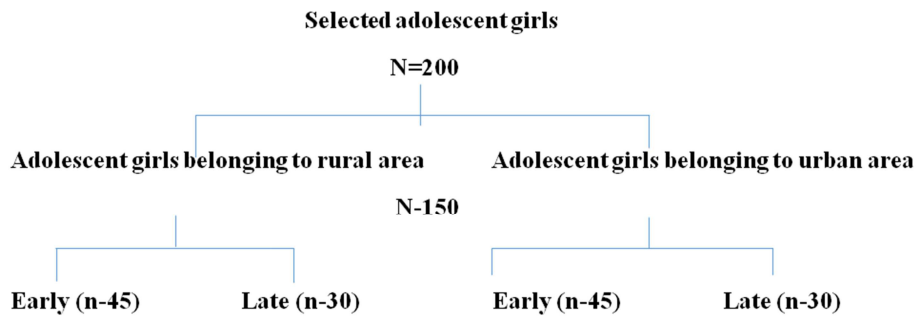 Selected adolescent girls
N=200
Adolescent girls belonging to rural area
Adolescent girls belonging to urban area
N-150
Early (n-45)
Late (n-30)
Early (n-45)
Late (n-30)